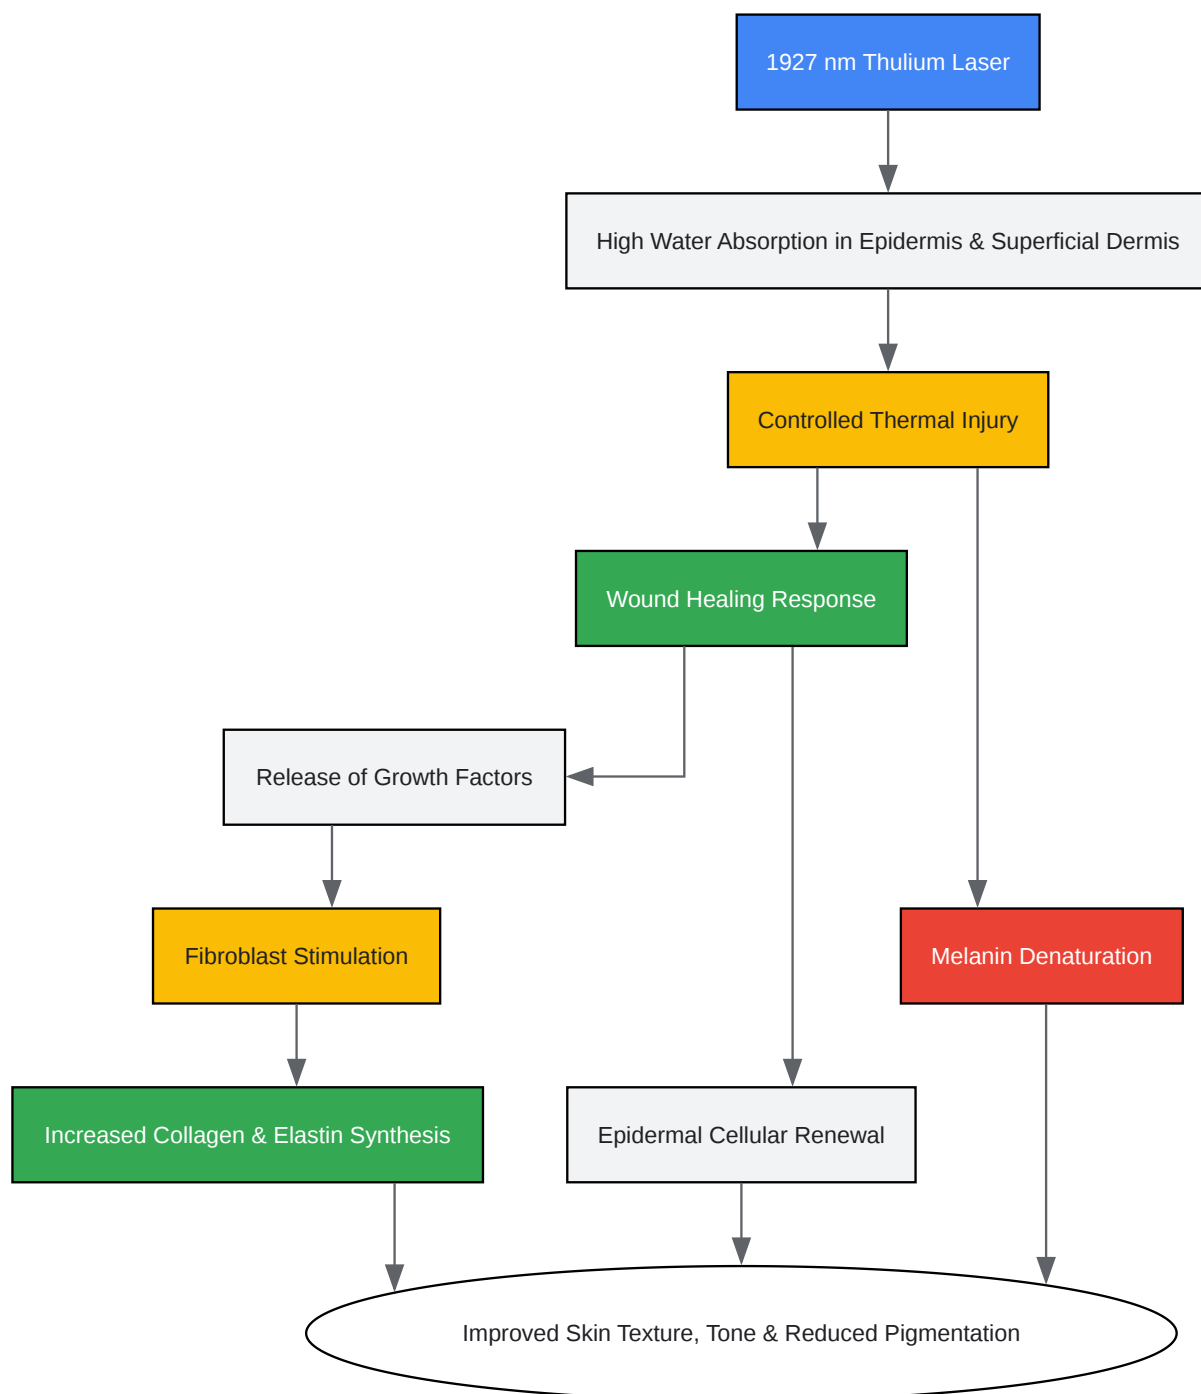 1927 nm Thulium Laser
High Water Absorption in Epidermis & Superficial Dermis
Controlled Thermal Injury
Wound Healing Response
Release of Growth Factors
Fibroblast Stimulation
Melanin Denaturation
Increased Collagen & Elastin Synthesis
Epidermal Cellular Renewal
Improved Skin Texture, Tone & Reduced Pigmentation